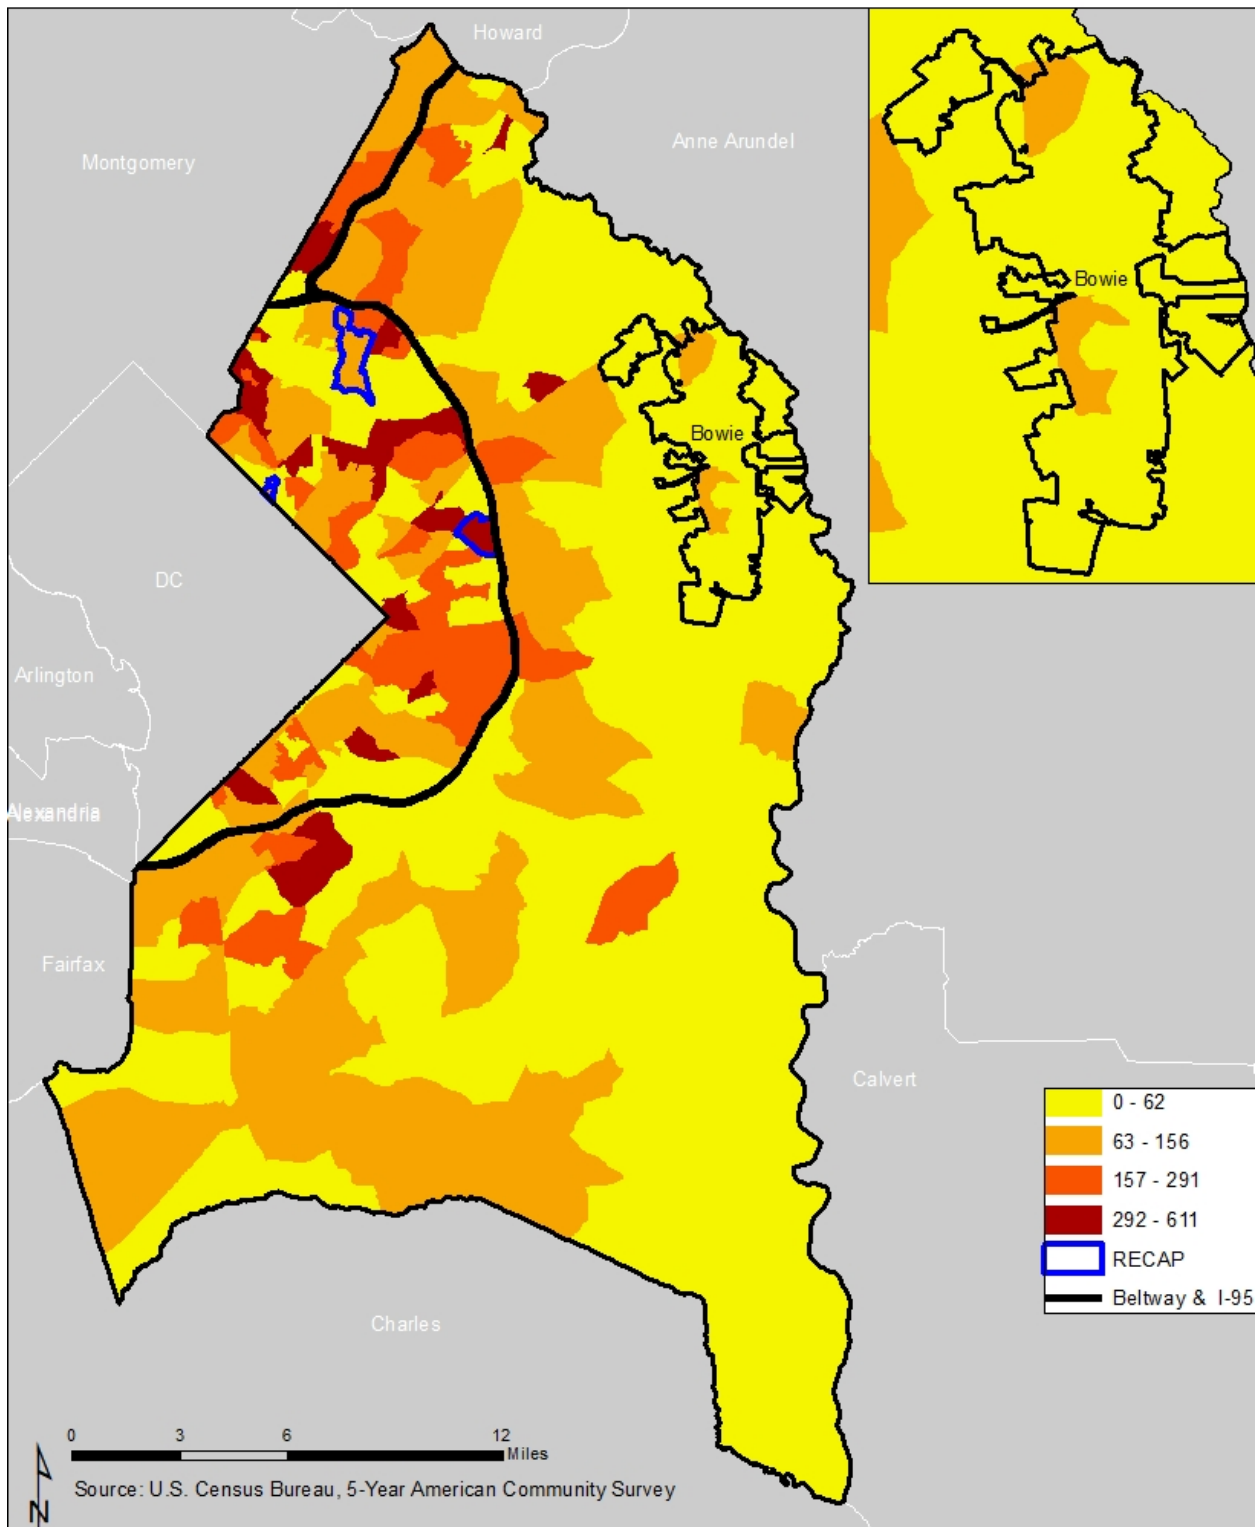 Howard
Anne Arundel
Montgomery
Bowie
Bowie
DC
Arlington
Alexandria
Fairfax
Calvert
Charles
0 - 62
63 - 156
157 - 291
292 - 611
RECAP
Beltway & I-95
0 3 6 12
Miles
Source: U.S. Census Bureau, 5-Year American Community Survey
N